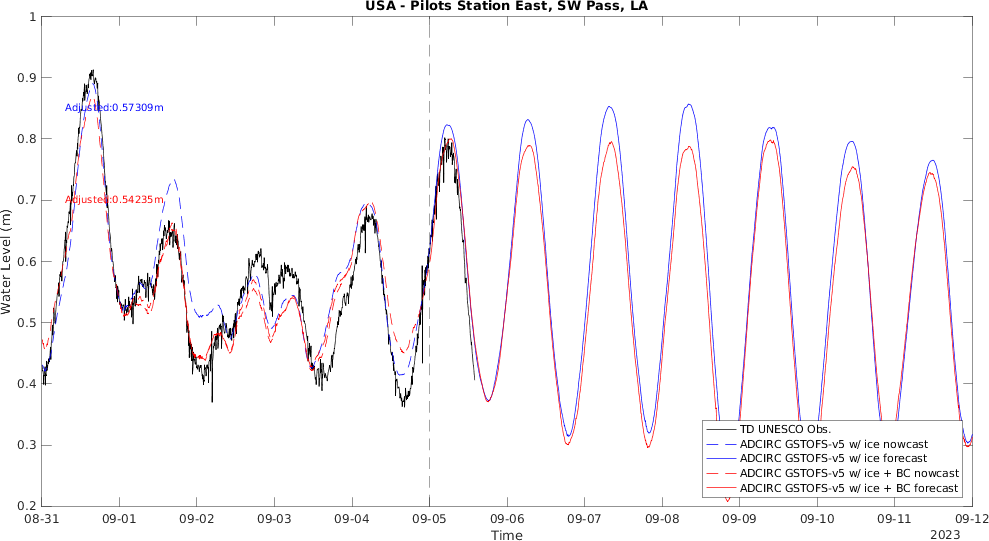 USA - Pilots Station East, SW Pass, LA
1
0.9
Adjusted:0.57309m
0.8
0.7
Adjusted:0.54235m
0.6
0.5
0.4
0.3
0.2
Water Level (m)
TD UNESCO Obs.
ADCIRC GSTOFS-v5 w/ ice nowcast
ADCIRC GSTOFS-v5 w/ ice forecast
ADCIRC GSTOFS-v5 w/ ice + BC nowcast
ADCIRC GSTOFS-v5 w/ ice + BC forecast
08-31 09-01 09-02 09-03 09-04 09-05 09-06 09-07 09-08 09-09 09-10 09-11 09-12
Time
2023